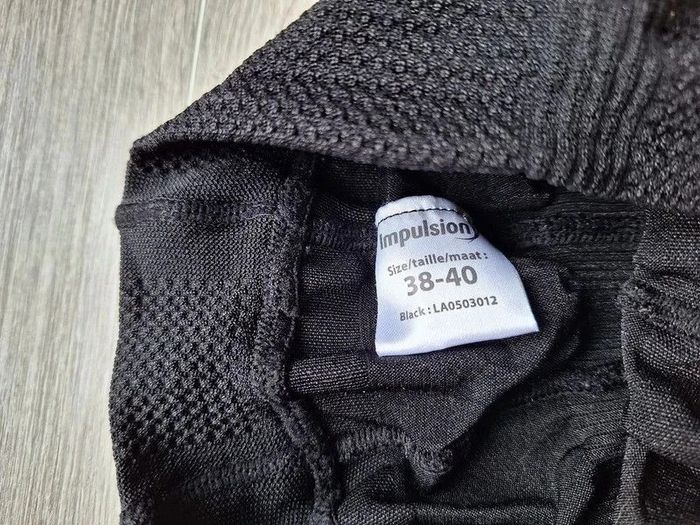 Impulsion
Size/taille/maat :
38-40
Black : LA0503012